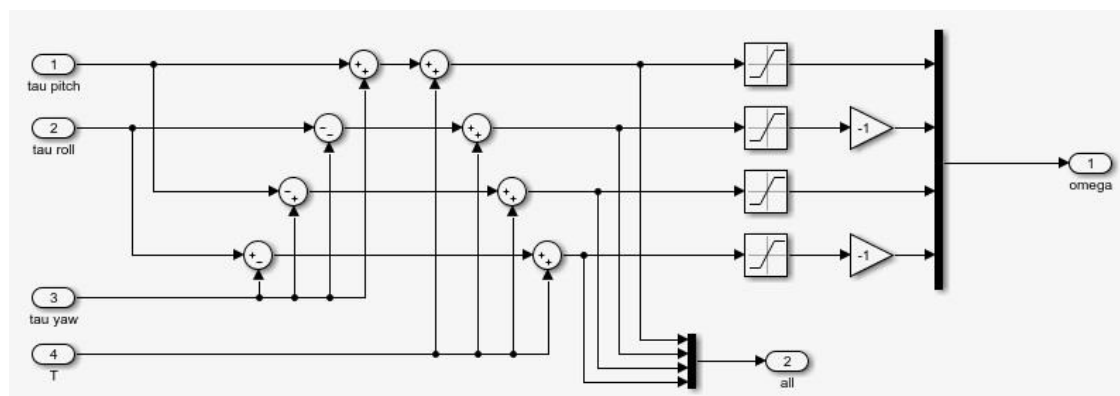 1
tau pitch
2
tau roll
3
tau yaw
4
T
+ +
+ +
- -
+ +
- +
+ +
+ -
+ +
-1
-1
1
omega
2
all